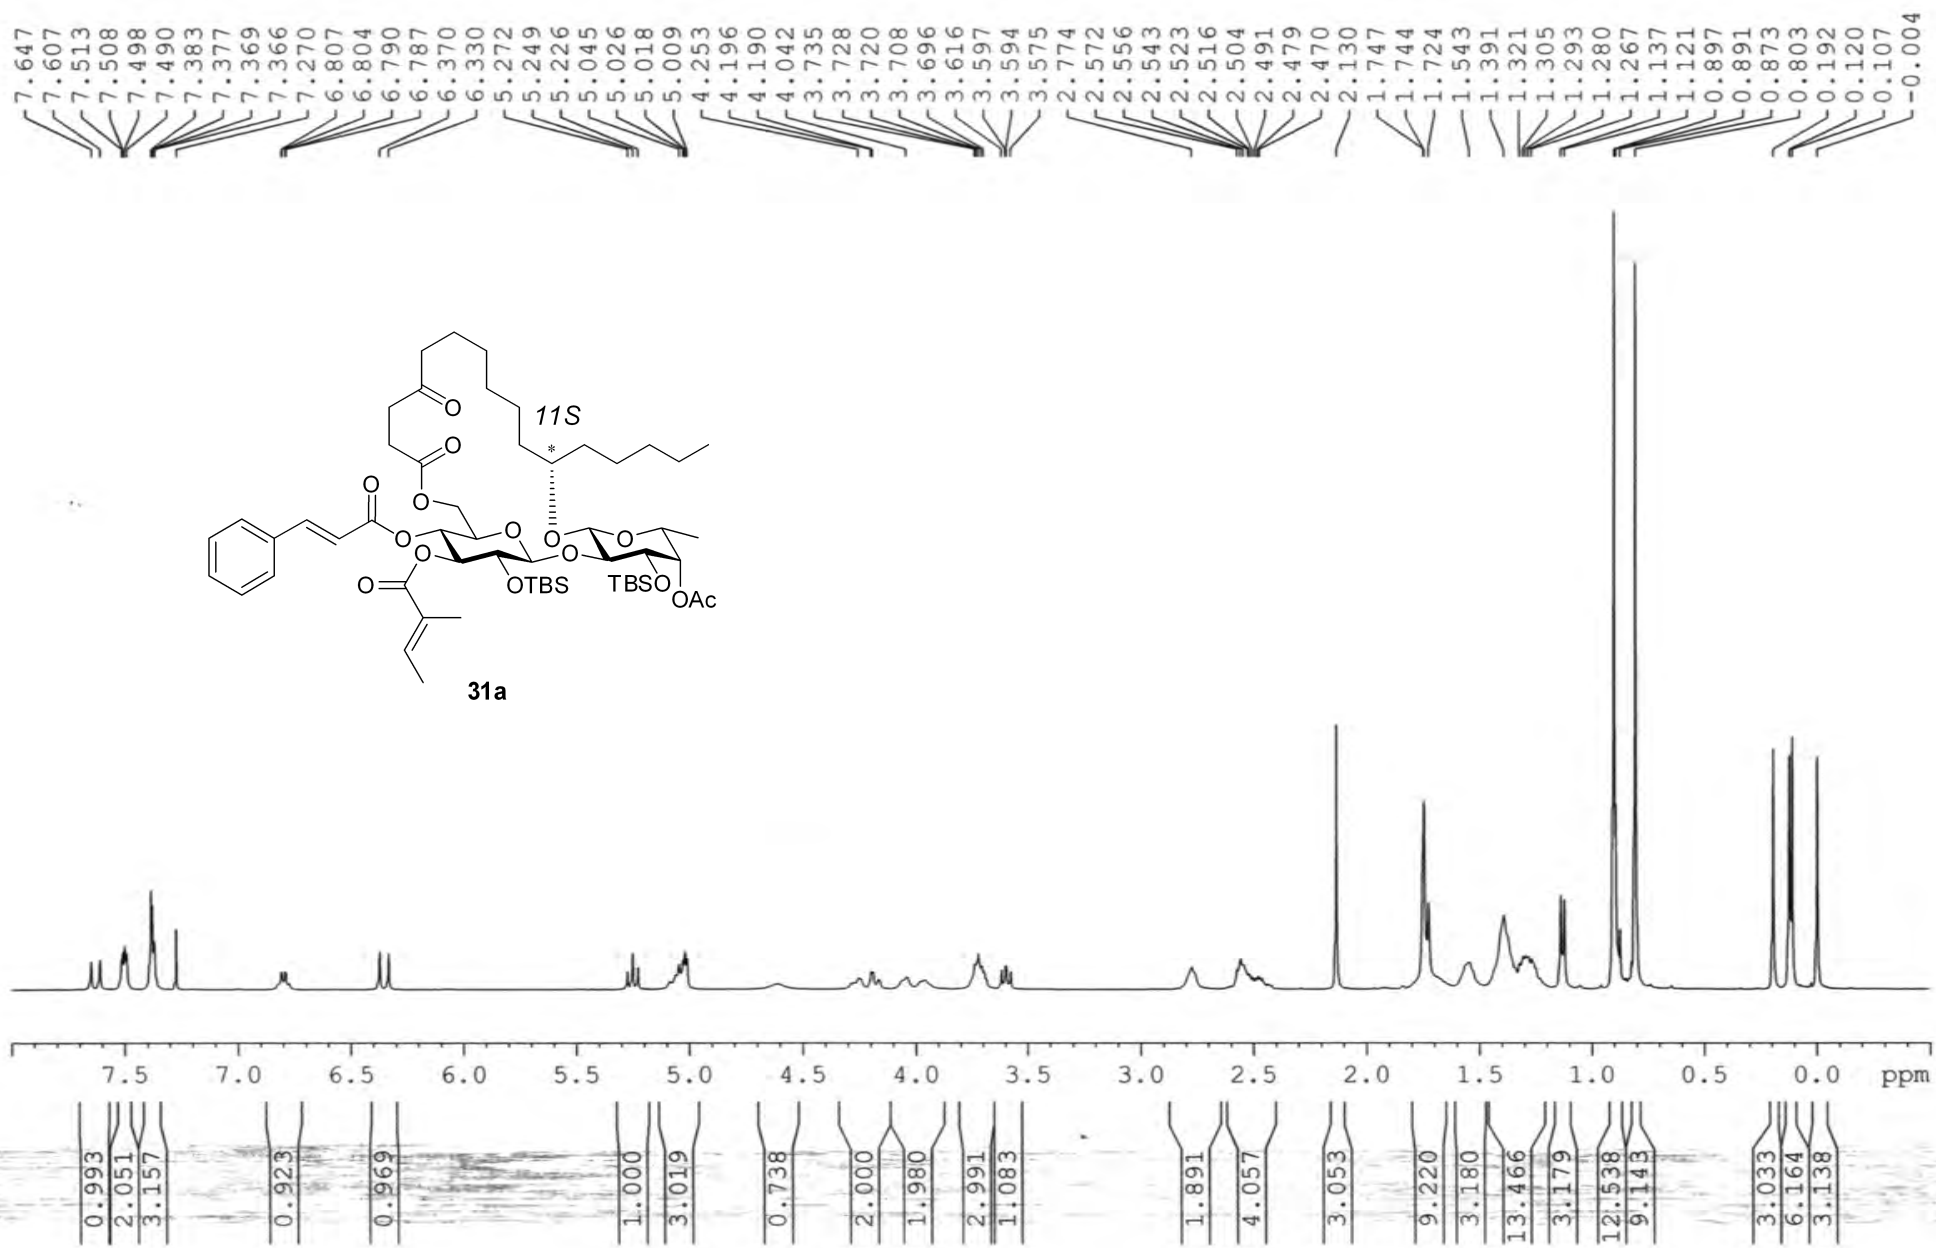 7.647 7.607 7.513 7.508 7.498 7.490 7.383 7.377 7.369 7.366 7.270 6.807 6.804 6.790 6.787 6.370 6.330 5.272 5.249 5.226 5.045 5.026 5.018 5.009 4.253 4.196 4.190 4.042 3.735 3.728 3.720 3.708 3.696 3.616 3.597 3.594 3.575 2.774 2.572 2.556 2.543 2.523 2.516 2.504 2.491 2.479 2.470 2.130 1.747 1.744 1.724 1.543 1.391 1.321 1.305 1.293 1.280 1.267 1.137 1.121 0.897 0.891 0.873 0.803 0.192 0.120 0.107 -0.004
O
11S
O
*
O
O
O
O
O
O
O
O
O
O
OTBS
TBSO
OAc
31a
7.5 7.0 6.5 6.0 5.5 5.0 4.5 4.0 3.5 3.0 2.5 2.0 1.5 1.0 0.5 0.0 ppm
0.993 2.051 3.157 0.923 0.969 1.000 3.019 0.738 2.000 1.980 2.991 1.083 1.891 4.057 3.053 9.220 3.180 13.466 3.179 12.538 9.143 3.033 6.164 3.138